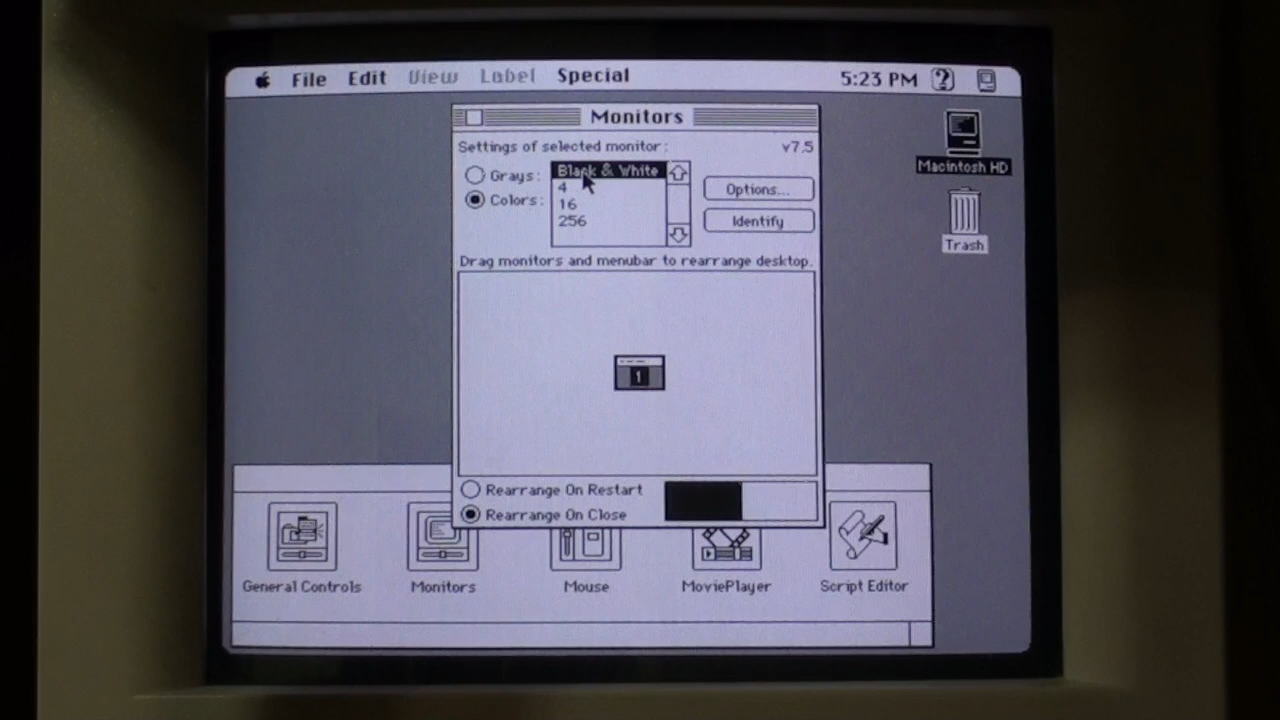 File Edit View Label Special 5:23 PM
Monitors
Settings of selected monitor: v7.5
Grays:
Colors:
Black & White
4
16
256
Options...
Identify
Drag monitors and menubar to rearrange desktop.
1
Rearrange On Restart
Rearrange On Close
Macintosh HD
Trash
General Controls Monitors Mouse MoviePlayer Script Editor